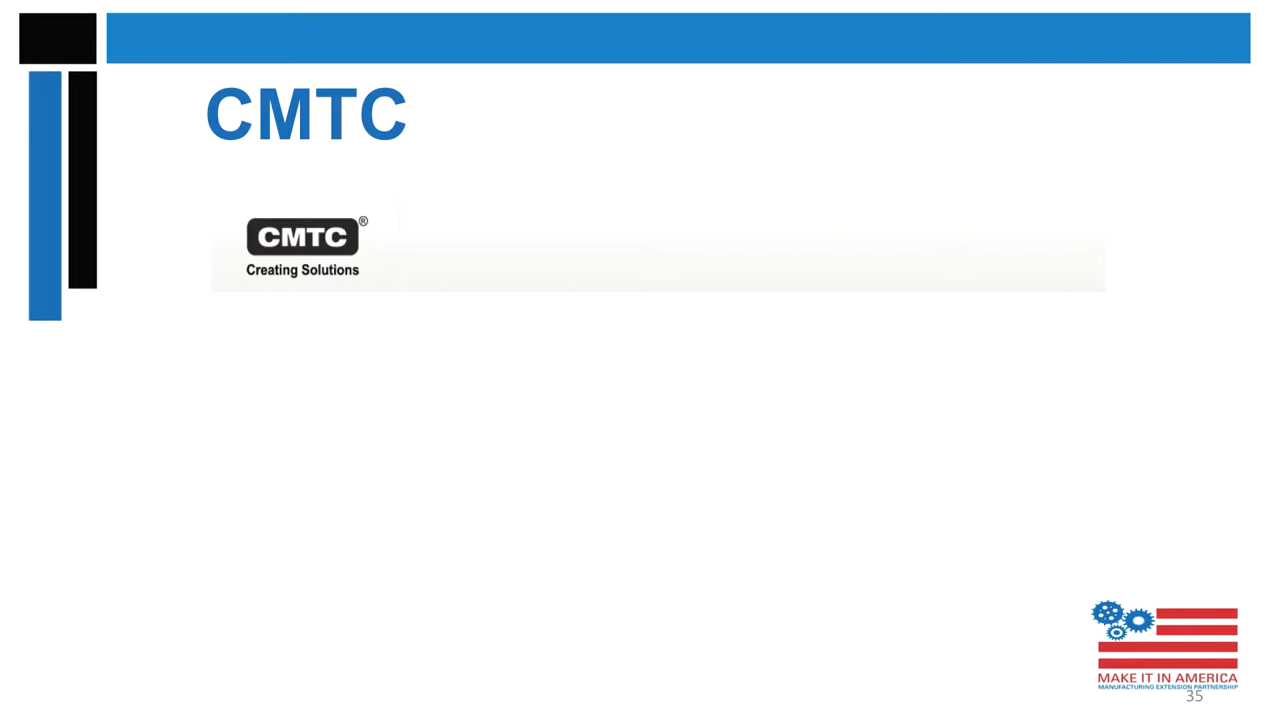 CMTC
CMTC®
Creating Solutions
MAKE IT IN AMERICA
MANUFACTURING EXTENSION PARTNERSHIP
35